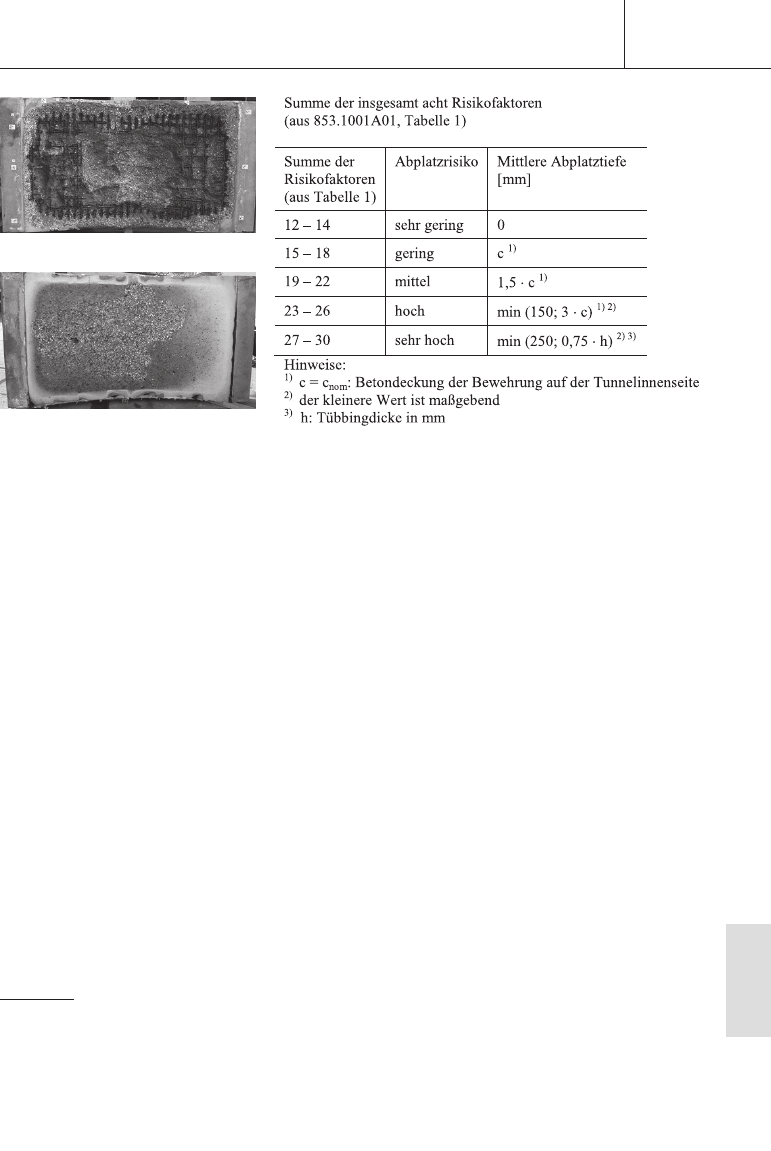 Summe der insgesamt acht Risikofaktoren
(aus 853.1001A01, Tabelle 1)
Summe der Risikofaktoren (aus Tabelle 1) Abplatzrisiko Mittlere Abplatztiefe [mm]
12 – 14 sehr gering 0
15 – 18 gering c 1)
19 – 22 mittel 1,5 · c 1)
23 – 26 hoch min (150; 3 · c) 1) 2)
27 – 30 sehr hoch min (250; 0,75 · h) 2) 3)
Hinweise:
1) c = cnom: Betondeckung der Bewehrung auf der Tunnelinnenseite
2) der kleinere Wert ist maßgebend
3) h: Tübbingdicke in mm